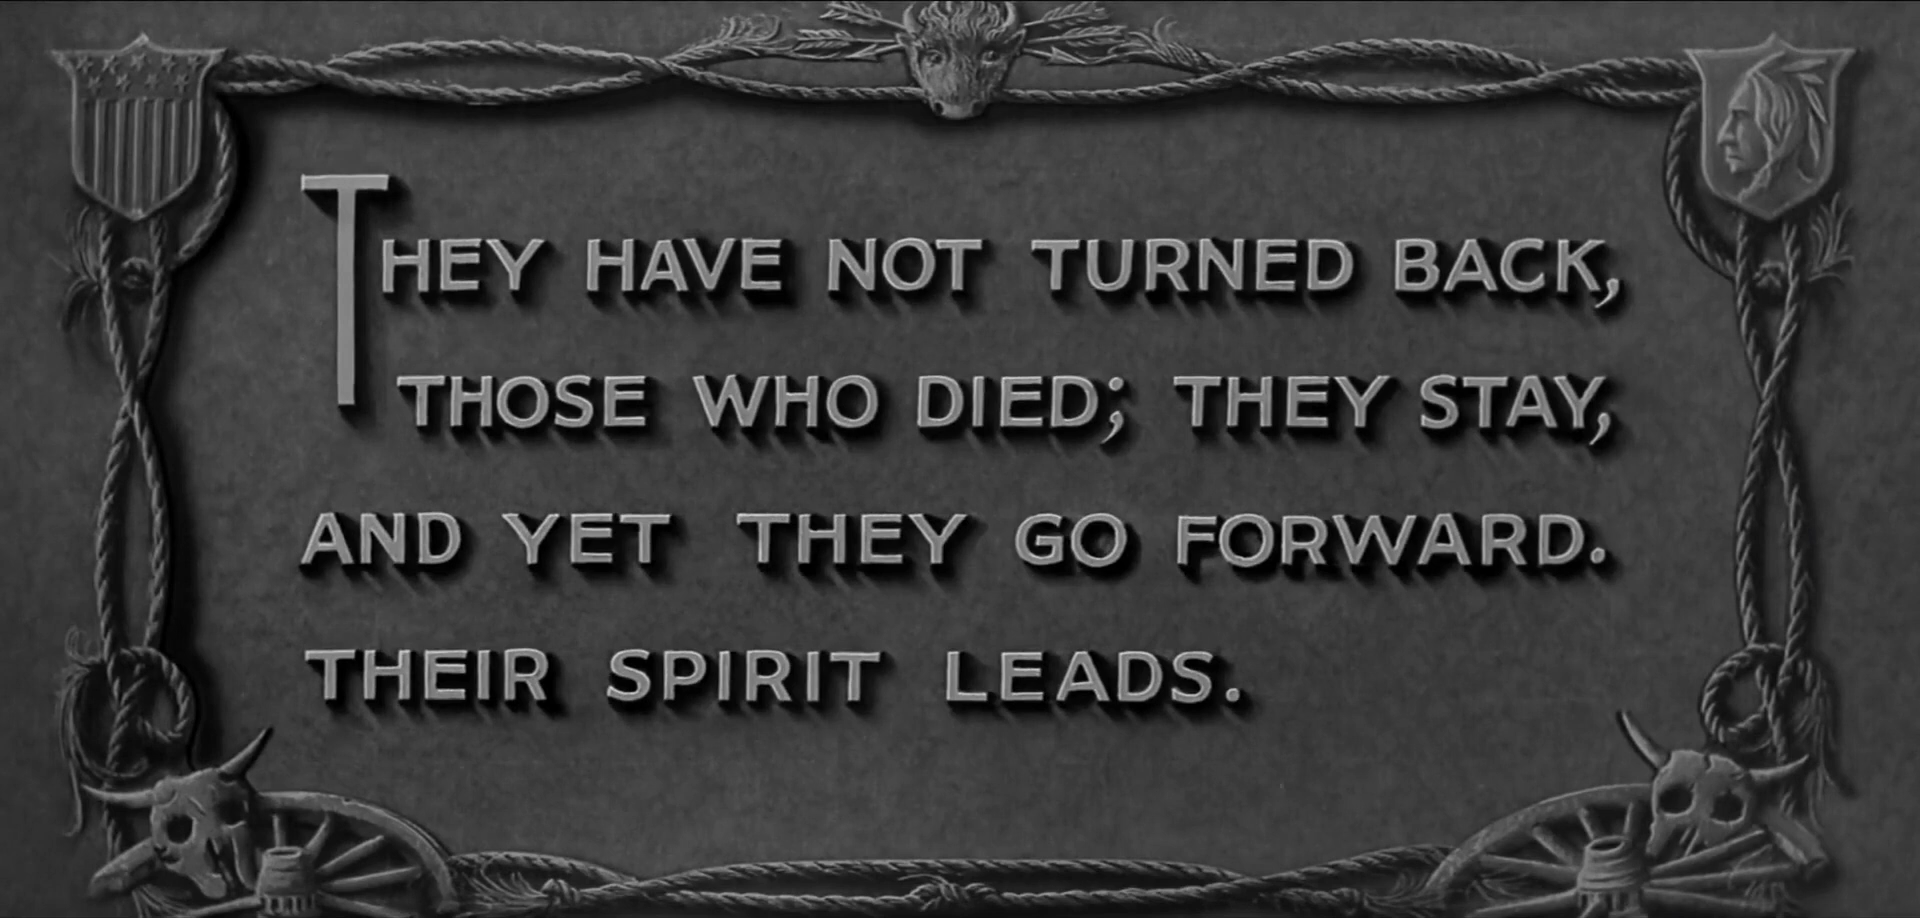 THEY HAVE NOT TURNED BACK,
THOSE WHO DIED; THEY STAY,
AND YET THEY GO FORWARD.
THEIR SPIRIT LEADS.